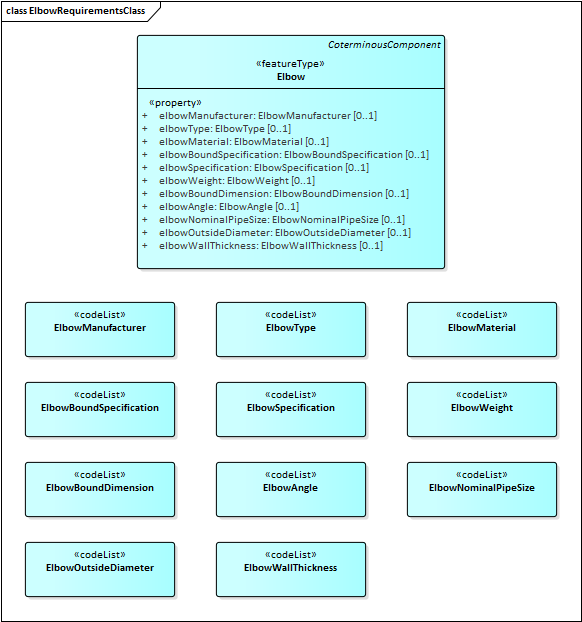 class ElbowRequirementsClass
CoterminousComponent
«featureType»
Elbow
«property»
+ elbowManufacturer: ElbowManufacturer [0..1]
+ elbowType: ElbowType [0..1]
+ elbowMaterial: ElbowMaterial [0..1]
+ elbowBoundSpecification: ElbowBoundSpecification [0..1]
+ elbowSpecification: ElbowSpecification [0..1]
+ elbowWeight: ElbowWeight [0..1]
+ elbowBoundDimension: ElbowBoundDimension [0..1]
+ elbowAngle: ElbowAngle [0..1]
+ elbowNominalPipeSize: ElbowNominalPipeSize [0..1]
+ elbowOutsideDiameter: ElbowOutsideDiameter [0..1]
+ elbowWallThickness: ElbowWallThickness [0..1]
«codeList»
ElbowManufacturer
«codeList»
ElbowType
«codeList»
ElbowMaterial
«codeList»
ElbowBoundSpecification
«codeList»
ElbowSpecification
«codeList»
ElbowWeight
«codeList»
ElbowBoundDimension
«codeList»
ElbowAngle
«codeList»
ElbowNominalPipeSize
«codeList»
ElbowOutsideDiameter
«codeList»
ElbowWallThickness